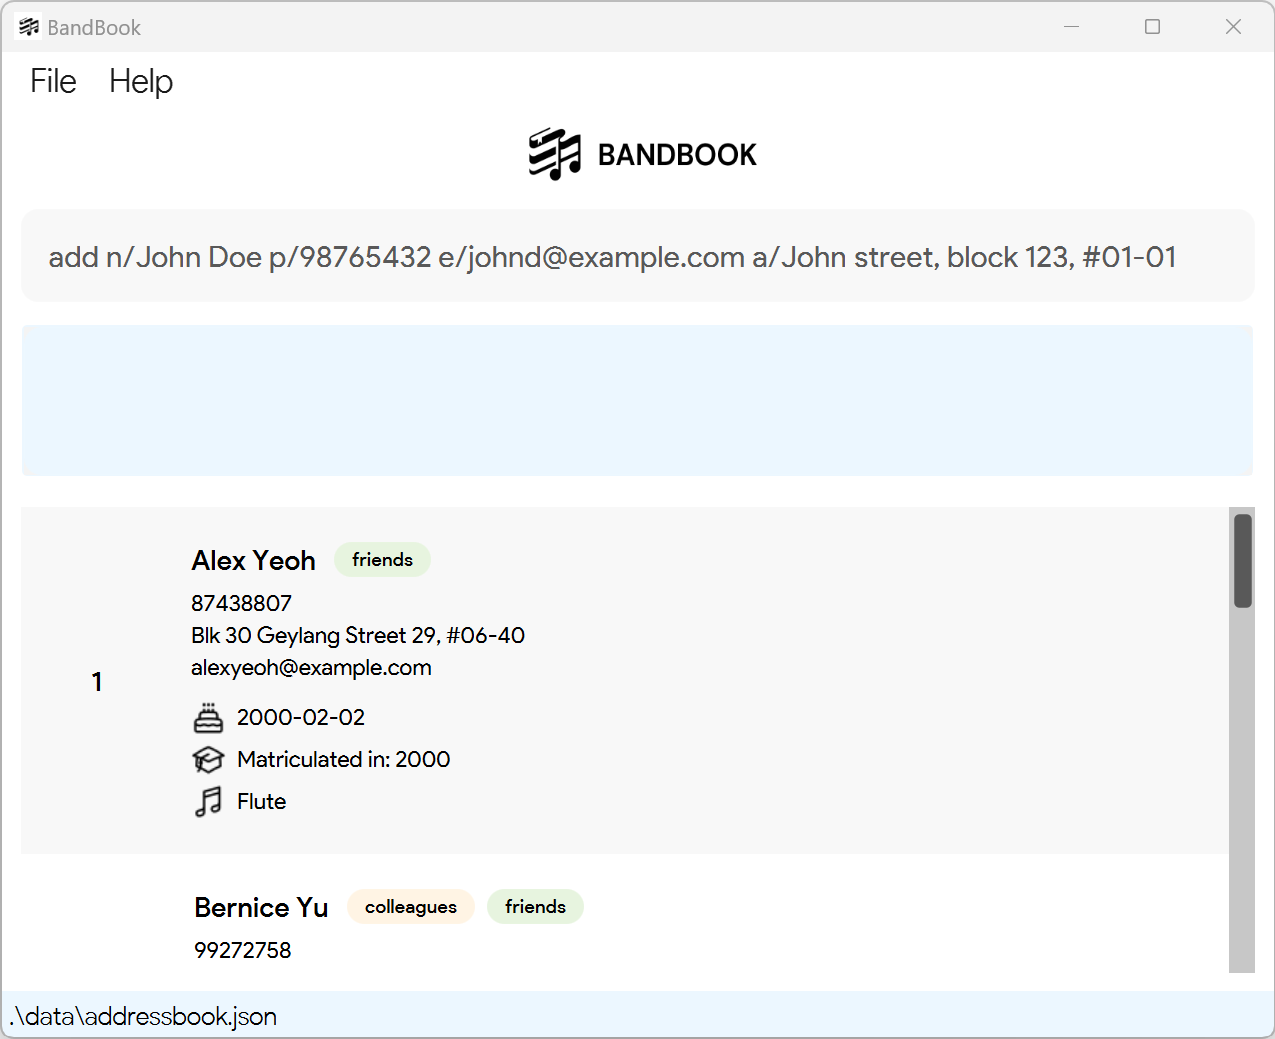 BandBook
File Help
BANDBOOK
add n/John Doe p/98765432 e/johnd@example.com a/John street, block 123, #01-01
1
Alex Yeoh friends
87438807
Blk 30 Geylang Street 29, #06-40
alexyeoh@example.com
2000-02-02
Matriculated in: 2000
Flute
Bernice Yu colleagues friends
99272758
.\data\addressbook.json